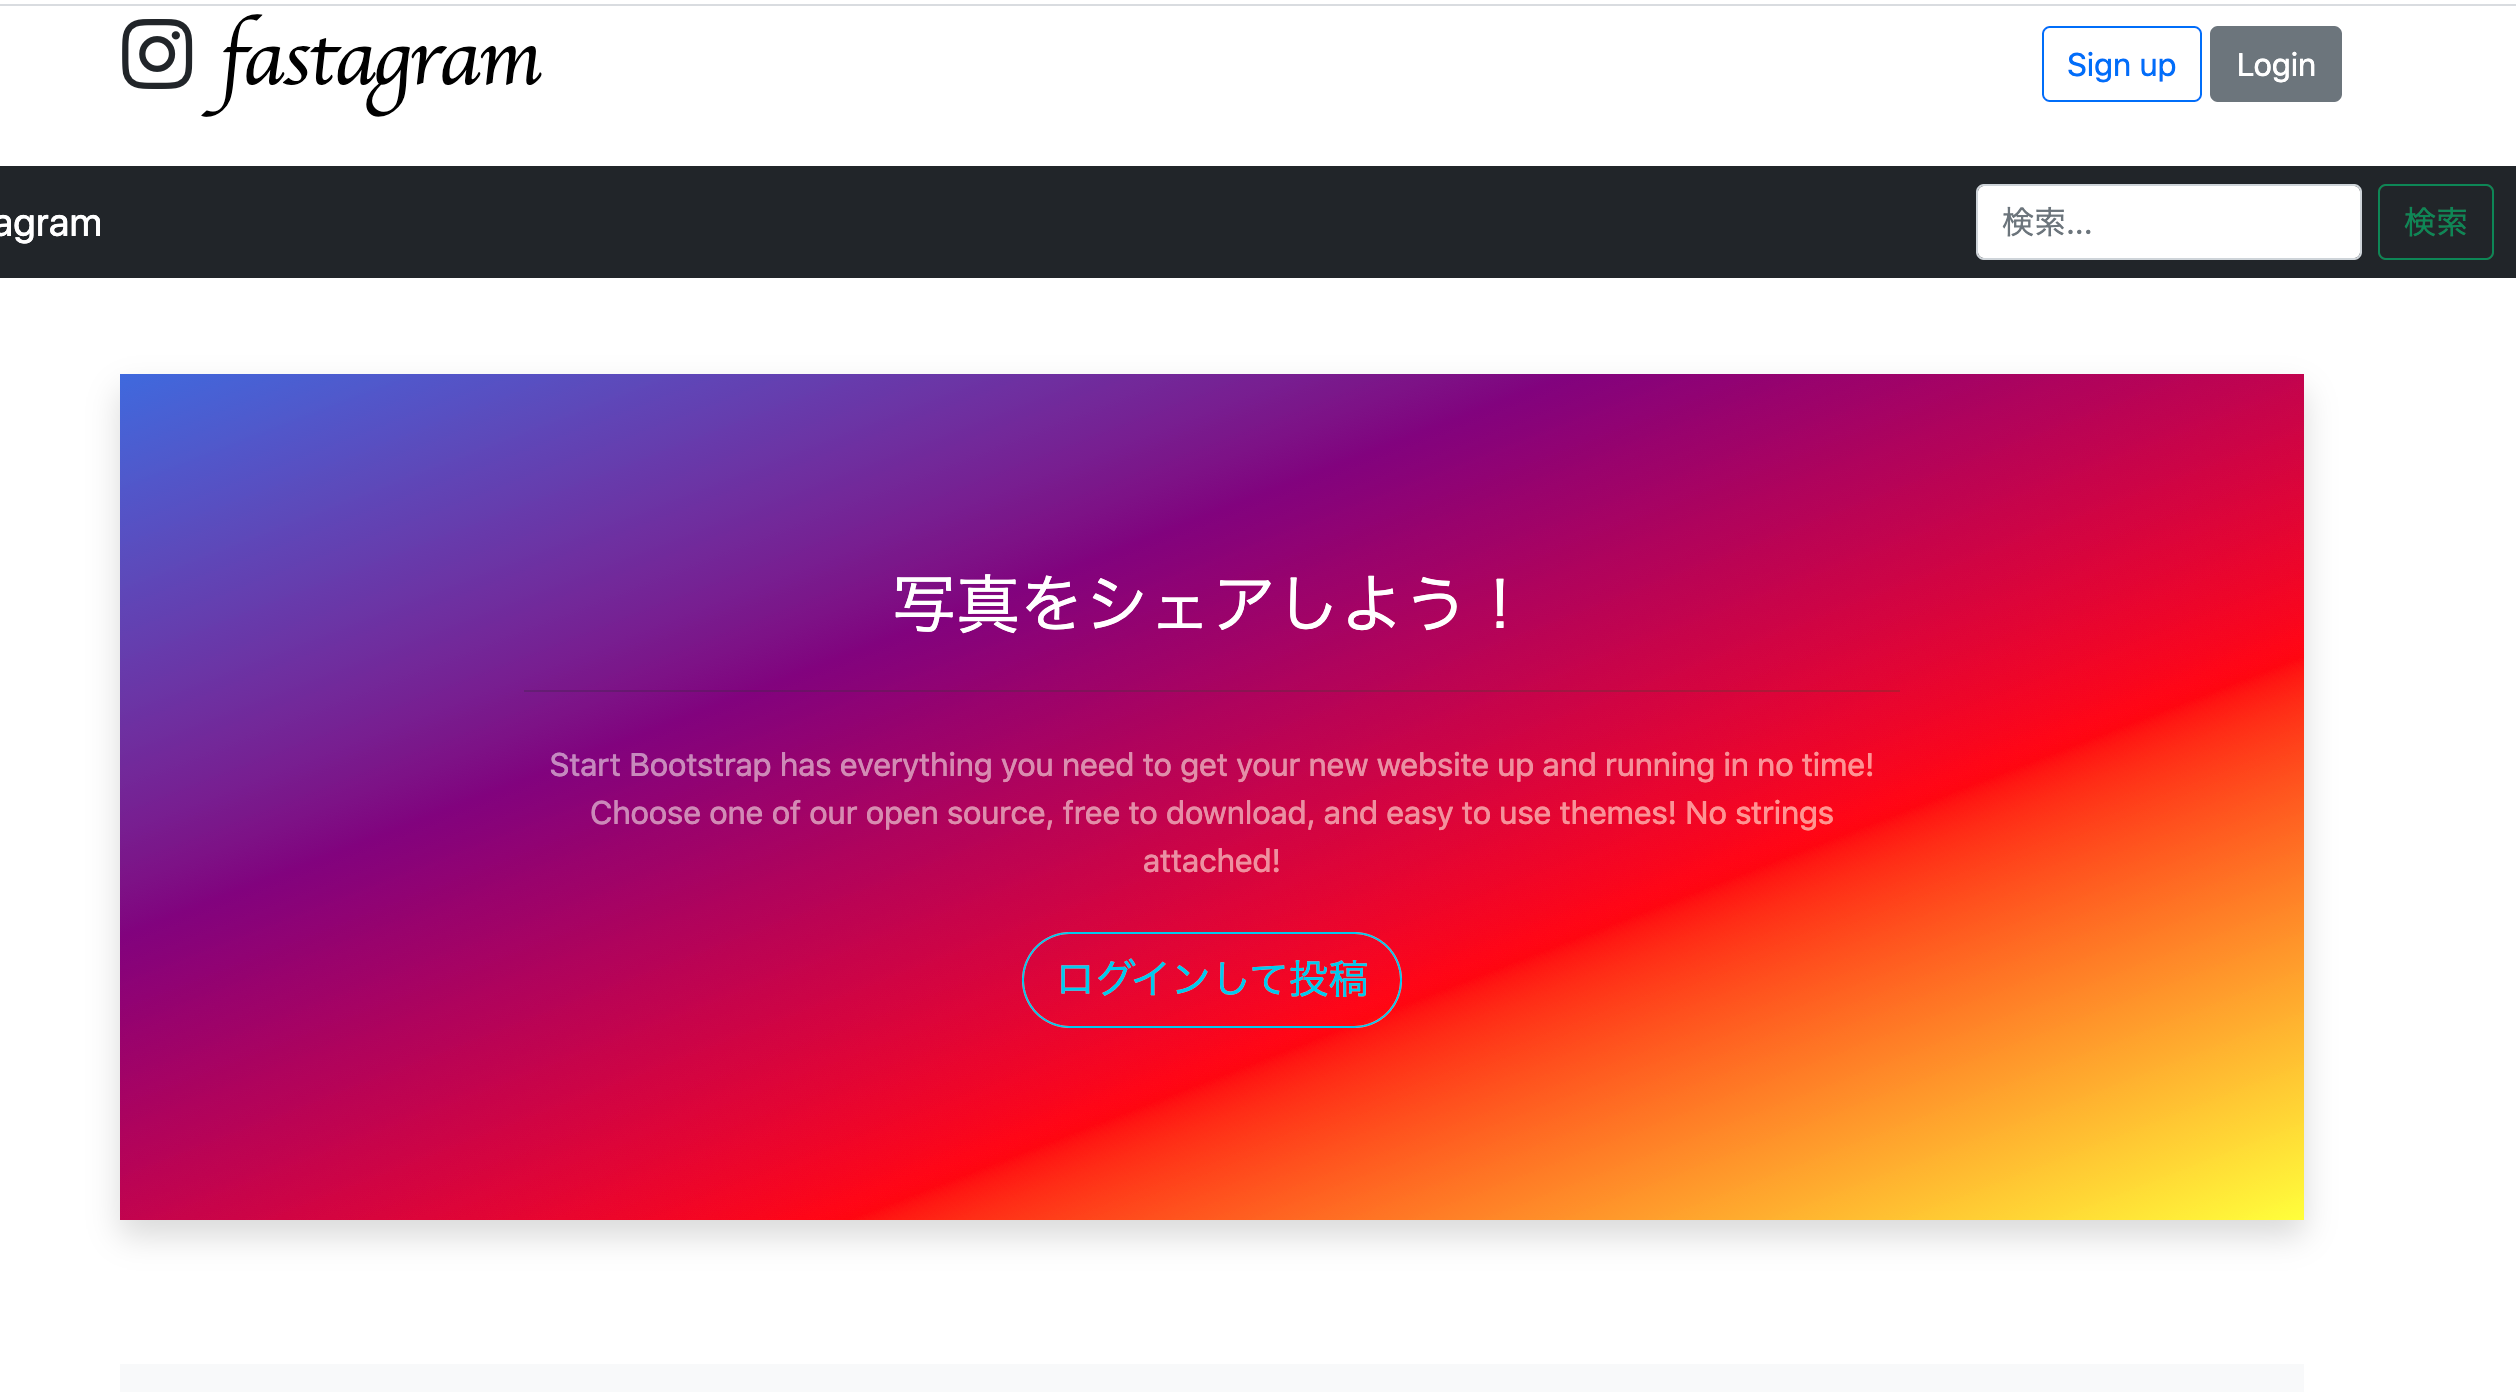 fastagram
Sign up
Login
agram
検索...
検索
写真をシェアしよう！
Start Bootstrap has everything you need to get your new website up and running in no time!
Choose one of our open source, free to download, and easy to use themes! No strings
attached!
ログインして投稿